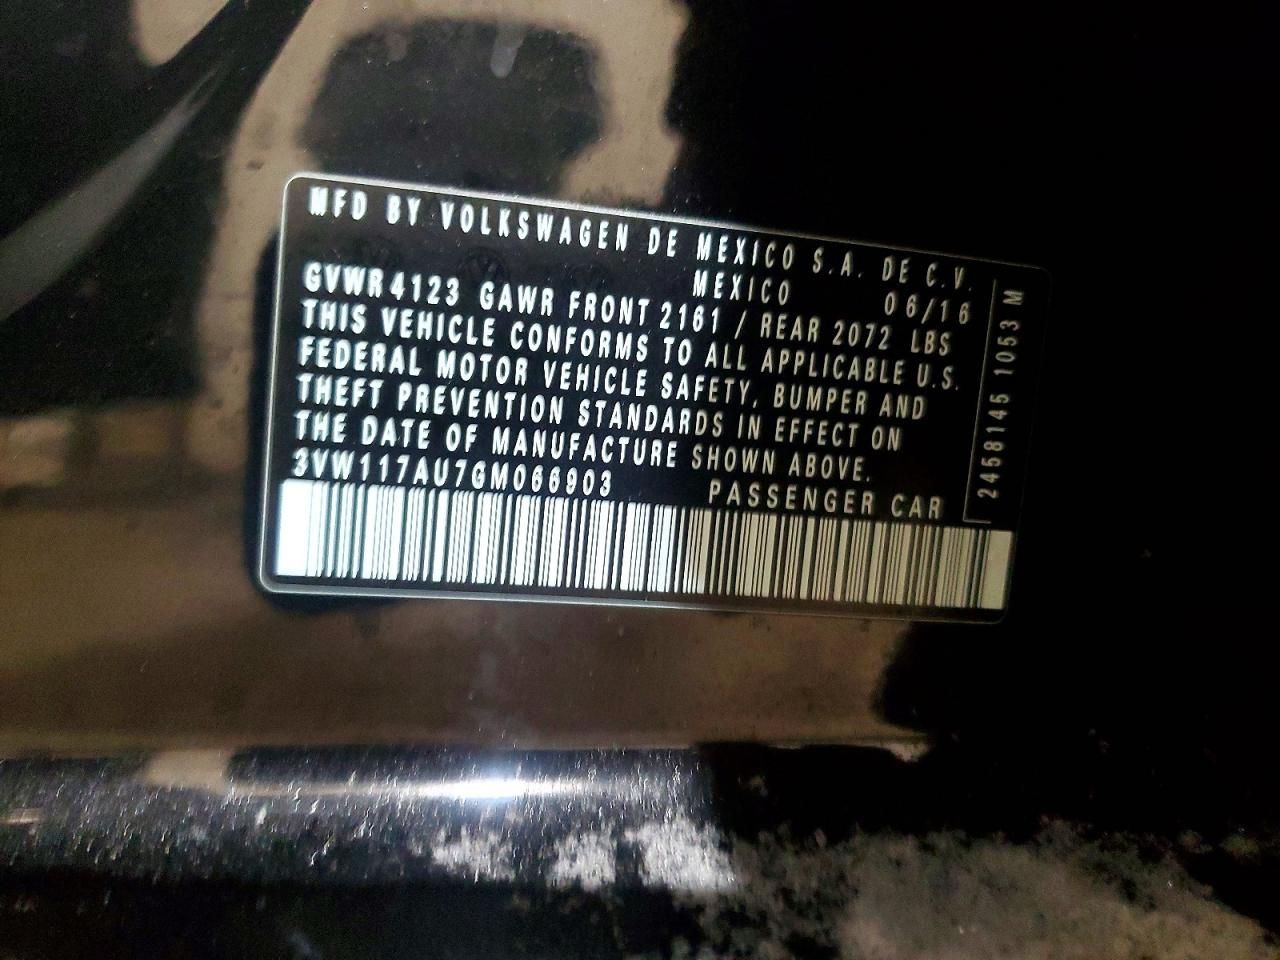 MFD BY VOLKSWAGEN DE MEXICO S.A. DE C.V.
MEXICO 06/16
GVWR 4123 GAWR FRONT 2161 / REAR 2072 LBS
THIS VEHICLE CONFORMS TO ALL APPLICABLE U.S.
FEDERAL MOTOR VEHICLE SAFETY, BUMPER AND
THEFT PREVENTION STANDARDS IN EFFECT ON
THE DATE OF MANUFACTURE SHOWN ABOVE.
3VW117AU7GM066903 PASSENGER CAR
2458145 1053 M